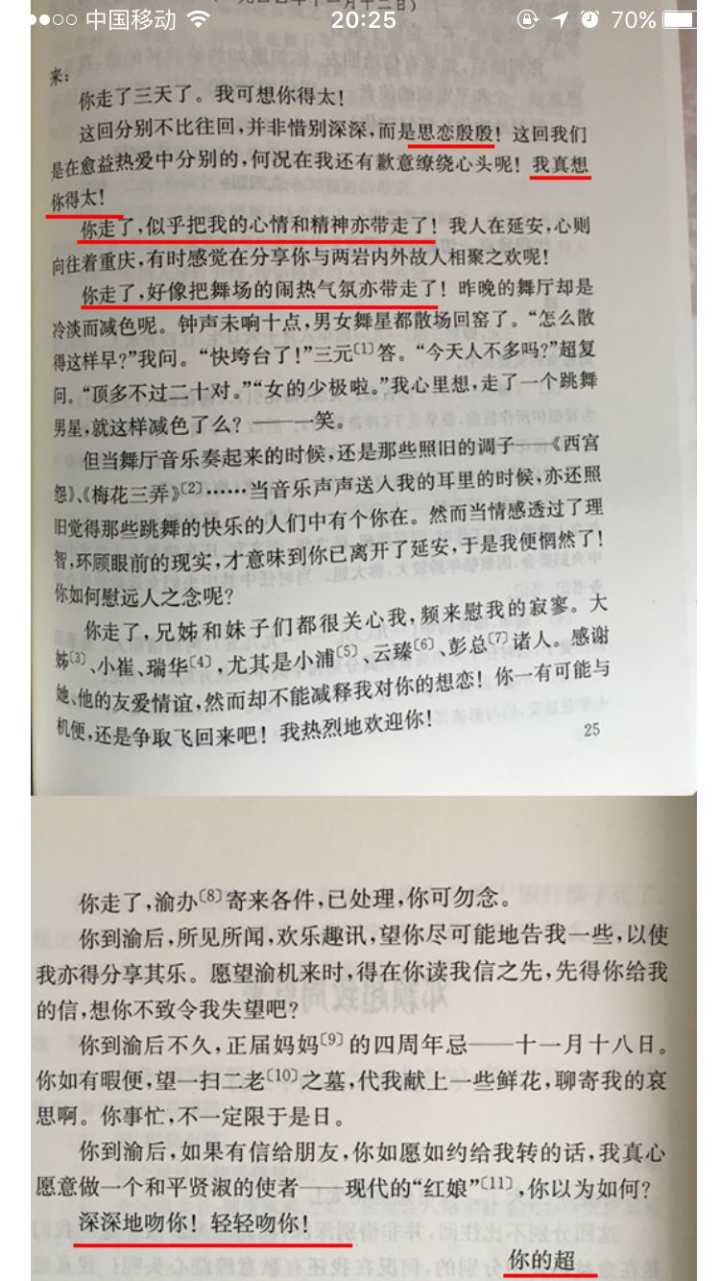 中国移动 20:25 70%
来：
你走了三天了。我可想你得太！
这回分别不比往回，并非惜别深深，而是思恋殷殷！这回我们
是在愈益热爱中分别的，何况在我还有歉意缭绕心头呢！我真想
你得太！
你走了，似乎把我的心情和精神亦带走了！我人在延安，心则
向往着重庆，有时感觉在分享你与两岩内外故人相聚之欢呢！
你走了，好像把舞场的闹热气氛亦带走了！昨晚的舞厅却是
冷淡而减色呢。钟声未响十点，男女舞星都散场回窑了。“怎么散
得这样早？”我问。“快垮台了！”三元〔1〕答。“今天人不多吗？”超复
问。“顶多不过二十对。”“女的少极啦。”我心里想，走了一个跳舞
男星，就这样减色了么？———一笑。
但当舞厅音乐奏起来的时候，还是那些照旧的调子——《西宫
怨》、《梅花三弄》〔2〕……当音乐声声送入我的耳里的时候，亦还照
旧觉得那些跳舞的快乐的人们中有个你在。然而当情感透过了理
智，环顾眼前的现实，才意味到你已离开了延安，于是我便惘然了！
你如何慰远人之念呢？
你走了，兄姊和妹子们都很关心我，频来慰我的寂寥。大
姊〔3〕、小崔、瑞华〔4〕，尤其是小浦〔5〕、云臻〔6〕、彭总〔7〕诸人。感谢
她、他的友爱情谊，然而却不能减释我对你的想恋！你一有可能与
机便，还是争取飞回来吧！我热烈地欢迎你！
25
你走了，渝办〔8〕寄来各件，已处理，你可勿念。
你到渝后，所见所闻，欢乐趣讯，望你尽可能地告我一些，以使
我亦得分享其乐。愿望渝机来时，得在你读我信之先，先得你给我
的信，想你不致令我失望吧？
你到渝后不久，正届妈妈〔9〕的四周年忌——十一月十八日。
你如有暇便，望一扫二老〔10〕之墓，代我献上一些鲜花，聊寄我的哀
思啊。你事忙，不一定限于是日。
你到渝后，如果有信给朋友，你如愿如约给我转的话，我真心
愿意做一个和平贤淑的使者——现代的“红娘”〔11〕，你以为如何？
深深地吻你！轻轻吻你！
你的超